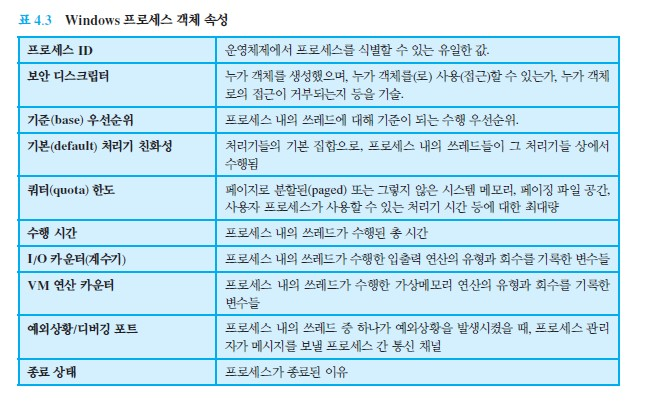 표 4.3 Windows 프로세스 객체 속성
프로세스 ID
운영체제에서 프로세스를 식별할 수 있는 유일한 값.
보안 디스크립터
누가 객체를 생성했으며, 누가 객체를(로) 사용(접근)할 수 있는가, 누가 객체
로의 접근이 거부되는지 등을 기술.
기준(base) 우선순위
프로세스 내의 쓰레드에 대해 기준이 되는 수행 우선순위.
기본(default) 처리기 친화성
처리기들의 기본 집합으로, 프로세스 내의 쓰레드들이 그 처리기들 상에서
수행됨
쿼터(quota) 한도
페이지로 분할된(paged) 또는 그렇지 않은 시스템 메모리, 페이징 파일 공간,
사용자 프로세스가 사용할 수 있는 처리기 시간 등에 대한 최대량
수행 시간
프로세스 내의 쓰레드가 수행된 총 시간
I/O 카운터(계수기)
프로세스 내의 쓰레드가 수행한 입출력 연산의 유형과 회수를 기록한 변수들
VM 연산 카운터
프로세스 내의 쓰레드가 수행한 가상메모리 연산의 유형과 회수를 기록한
변수들
예외상황/디버깅 포트
프로세스 내의 쓰레드 중 하나가 예외상황을 발생시켰을 때, 프로세스 관리
자가 메시지를 보낼 프로세스 간 통신 채널
종료 상태
프로세스가 종료된 이유